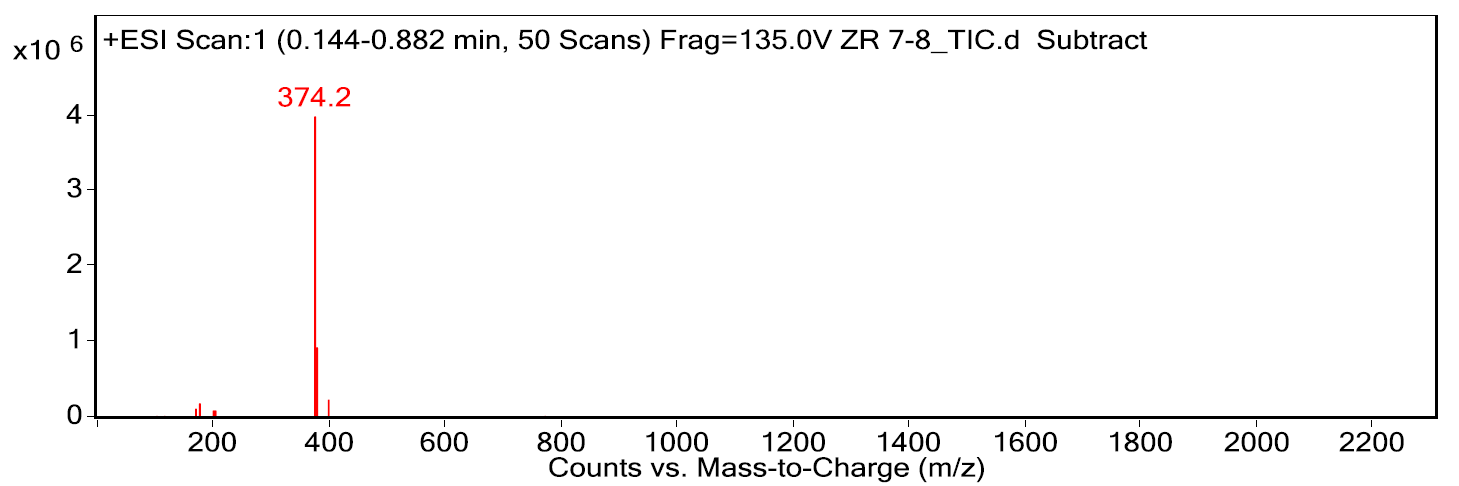 x10 6
+ESI Scan:1 (0.144-0.882 min, 50 Scans) Frag=135.0V ZR 7-8_TIC.d  Subtract
374.2
4
3
2
1
0
200 400 600 800 1000 1200 1400 1600 1800 2000 2200
Counts vs. Mass-to-Charge (m/z)